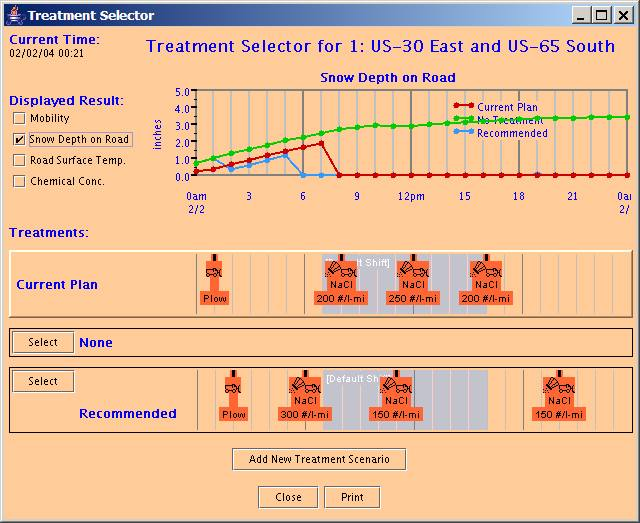 Treatment Selector
Current Time:
02/02/04 00:21
Treatment Selector for 1: US-30 East and US-65 South
Snow Depth on Road
Displayed Result:
Mobility
Snow Depth on Road
Road Surface Temp.
Chemical Conc.
inches
5.0
4.0
3.0
2.0
1.0
0.0
Current Plan
No Treatment
Recommended
0am 3 6 9 12pm 15 18 21 0a
2/2 2/
Treatments:
Current Plan
Shift]
Plow
NaCl NaCl NaCl
200 #/l-mi 250 #/l-mi 200 #/l-mi
Select None
Select
Recommended
[Default Sh
Plow
NaCl NaCl NaCl
300 #/l-mi 150 #/l-mi 150 #/l-mi
Add New Treatment Scenario
Close Print